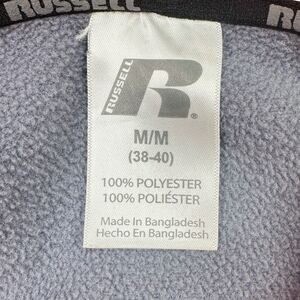 RUSSELL
RUSSELL
R
®
M/M
(38-40)
100% POLYESTER
100% POLIÉSTER
Made In Bangladesh
Hecho En Bangladesh